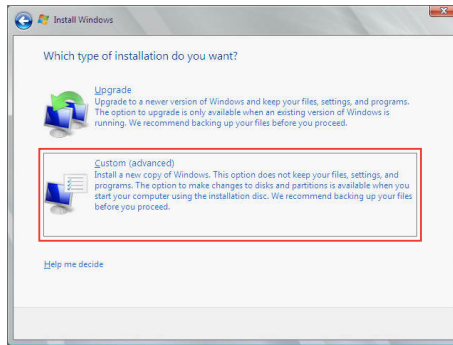 Install Windows
Which type of installation do you want?
Upgrade
Upgrade to a newer version of Windows and keep your files, settings, and programs.
The option to upgrade is only available when an existing version of Windows is
running. We recommend backing up your files before you proceed.
Custom (advanced)
Install a new copy of Windows. This option does not keep your files, settings, and
programs. The option to make changes to disks and partitions is available when you
start your computer using the installation disc. We recommend backing up your files
before you proceed.
Help me decide